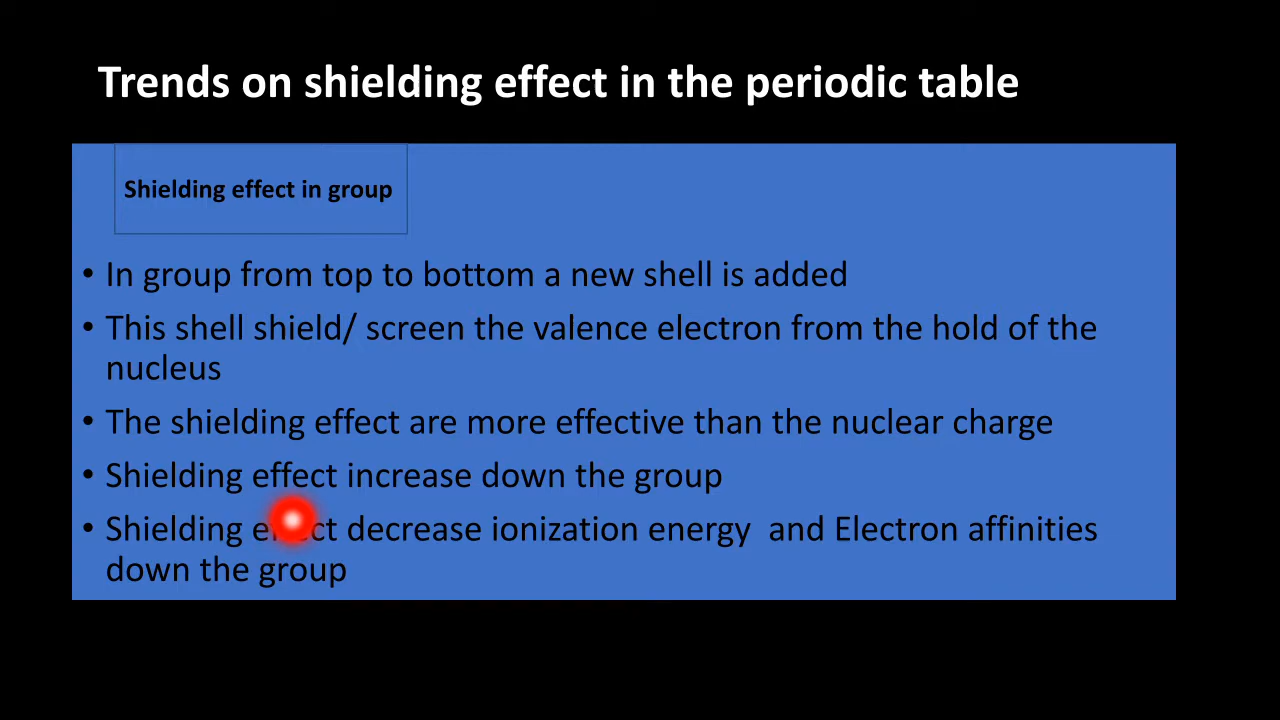 Trends on shielding effect in the periodic table
Shielding effect in group
• In group from top to bottom a new shell is added
• This shell shield/ screen the valence electron from the hold of the
nucleus
• The shielding effect are more effective than the nuclear charge
• Shielding effect increase down the group
• Shielding effect decrease ionization energy and Electron affinities
down the group